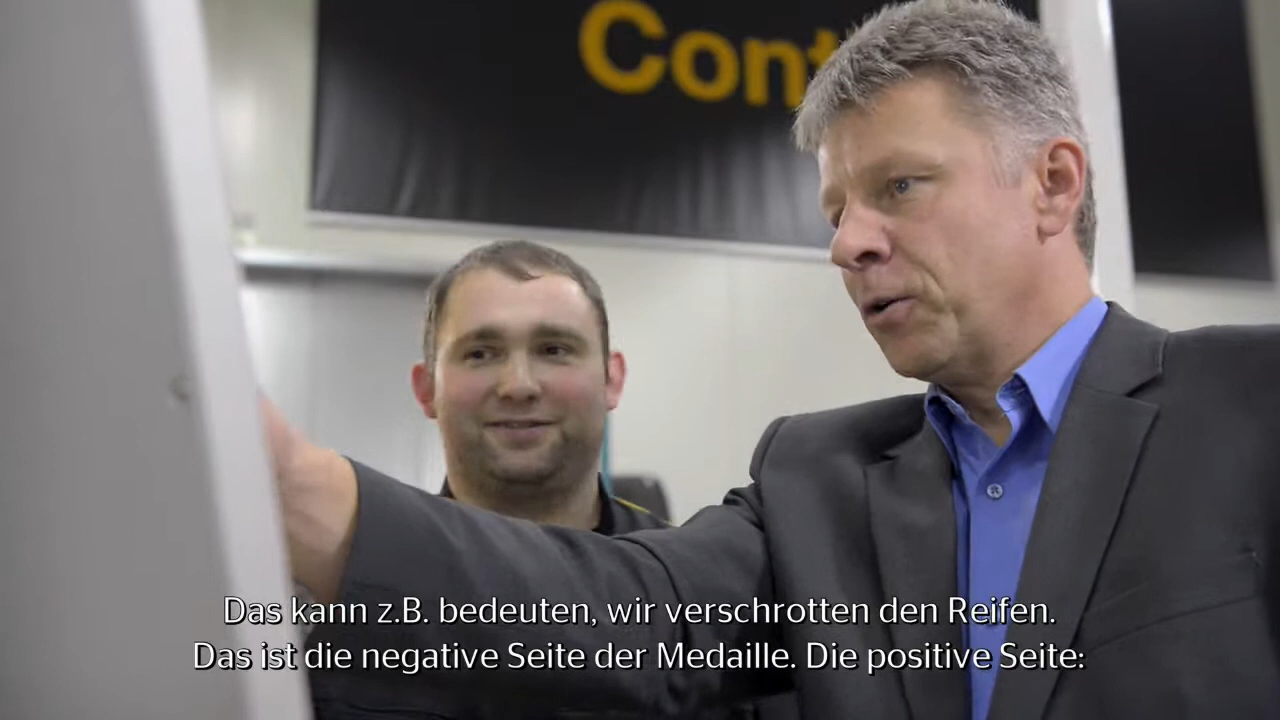 Cont
Das kann z.B. bedeuten, wir verschrotten den Reifen.
Das ist die negative Seite der Medaille. Die positive Seite: